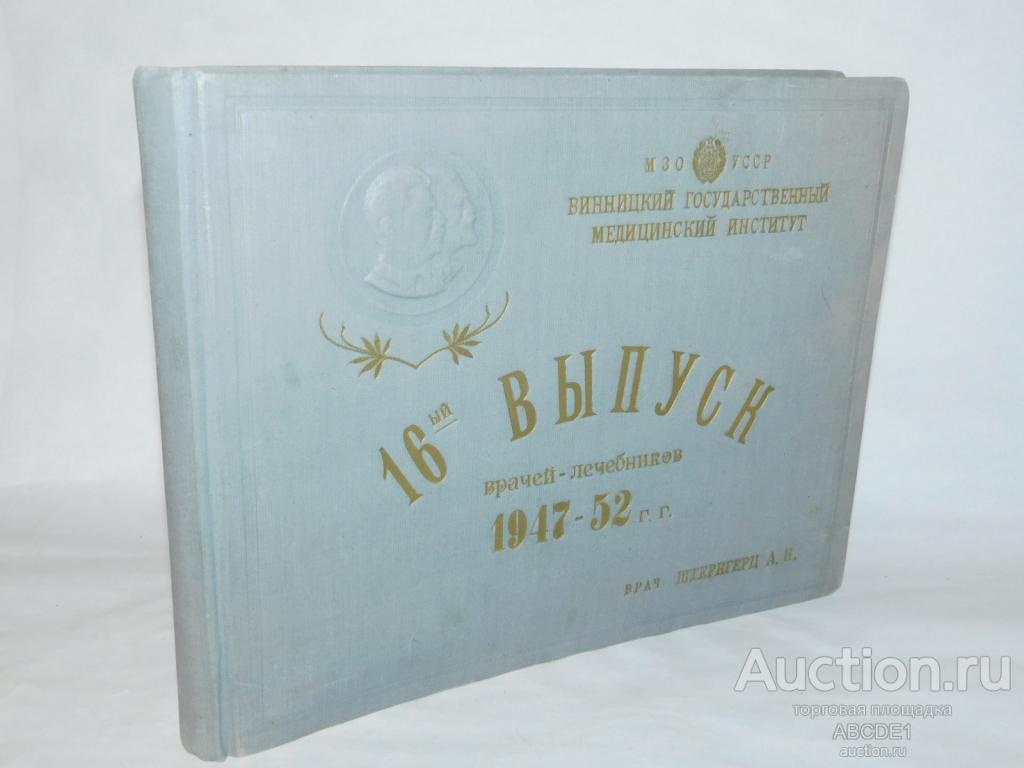 МЗО УССР
ВИННИЦКИЙ ГОСУДАРСТВЕННЫЙ
МЕДИЦИНСКИЙ ИНСТИТУТ
16ый ВЫПУСК
врачей-лечебников
1947-52 г.г.
ВРАЧ ШТЕРНГЕРЦ А. Н.
Auction.ru
торговая площадка
ABCDE1
auction.ru